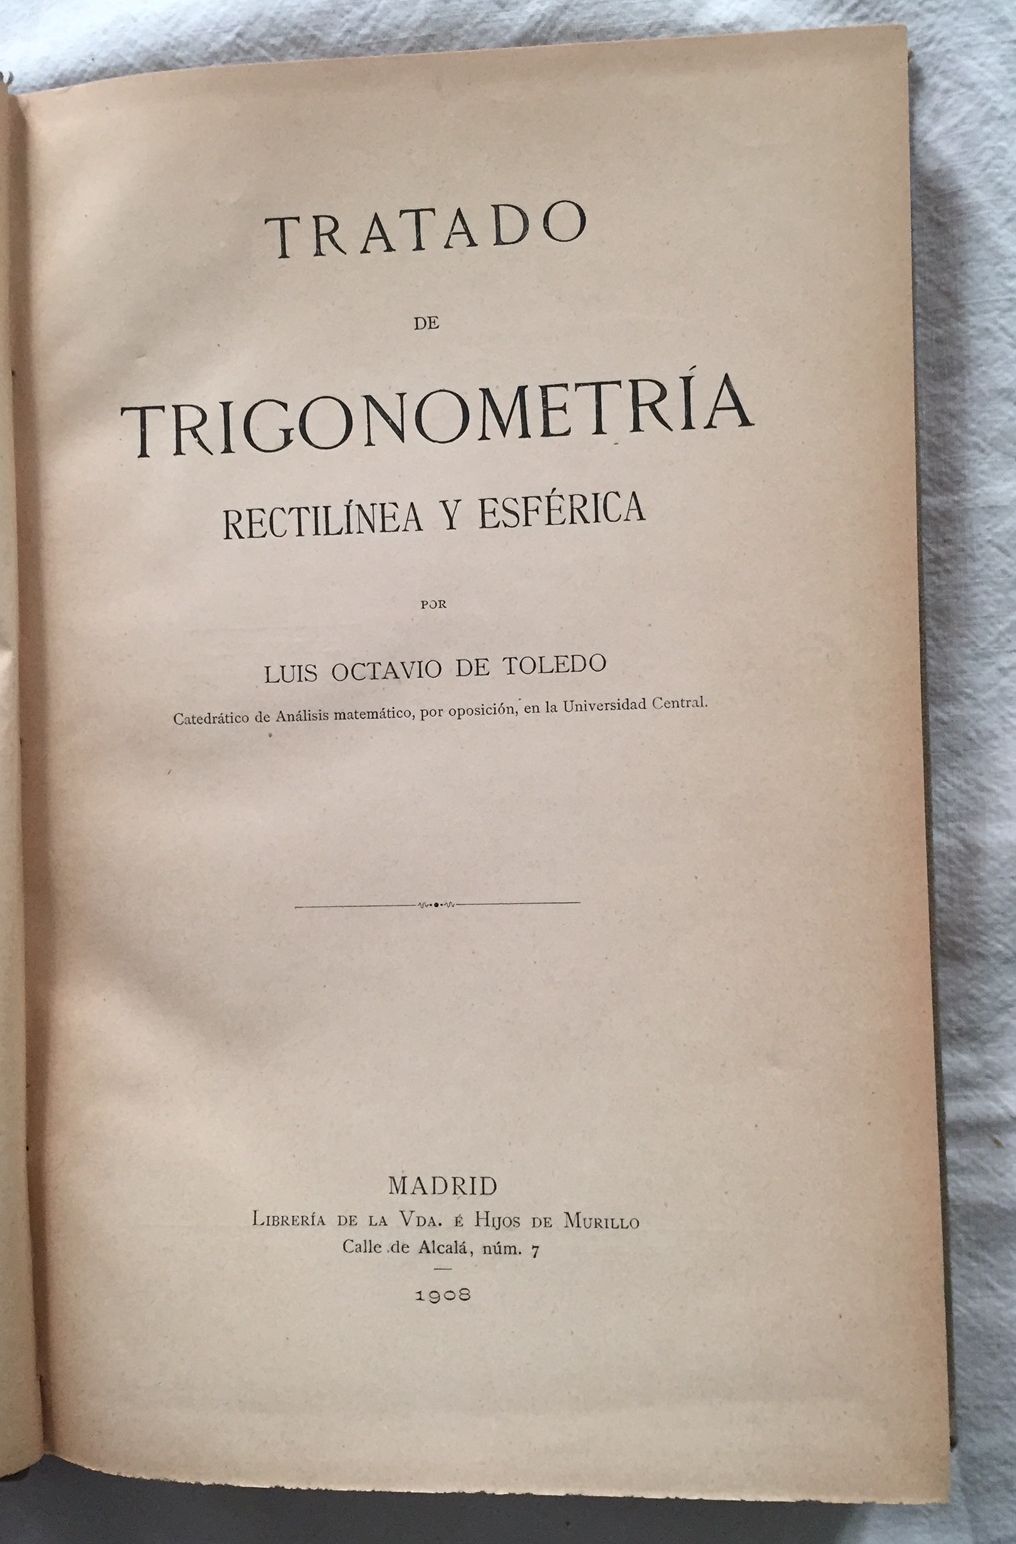 TRATADO
DE
TRIGONOMETRÍA
RECTILÍNEA Y ESFÉRICA
POR
LUIS OCTAVIO DE TOLEDO
Catedrático de Análisis matemático, por oposición, en la Universidad Central.
MADRID
Librería de la Vda. é Hijos de Murillo
Calle de Alcalá, núm. 7
1908